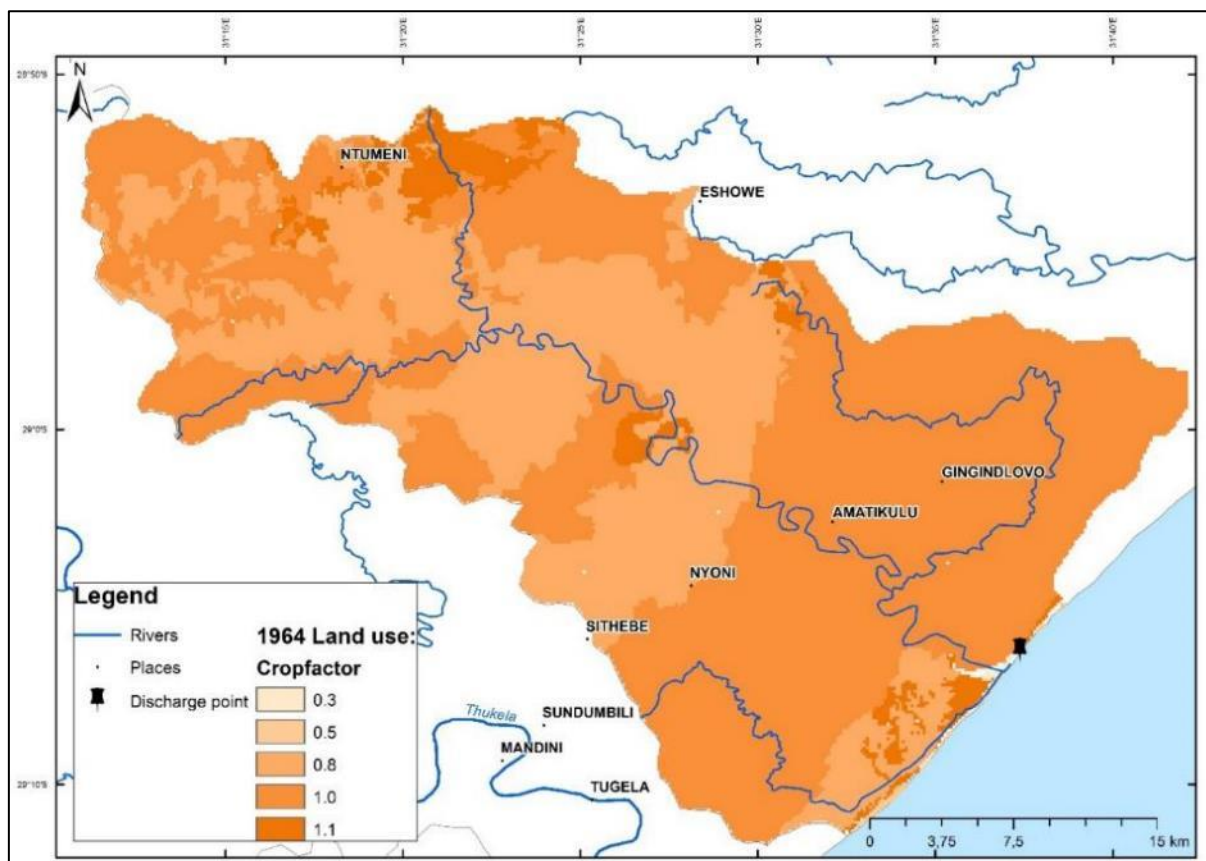 31°15'E
31°20'E
31°25'E
31°30'E
31°35'E
31°40'E
28°50'S
N
NTUMENI
ESHOWE
29°0'S
GINGINDLOVO
AMATIKULU
NYONI
SITHEBE
Thukela
SUNDUMBILI
MANDINI
TUGELA
29°10'S
Legend
Rivers
Places
Discharge point
1964 Land use:
Cropfactor
0.3
0.5
0.8
1.0
1.1
0 3,75 7,5 15 km